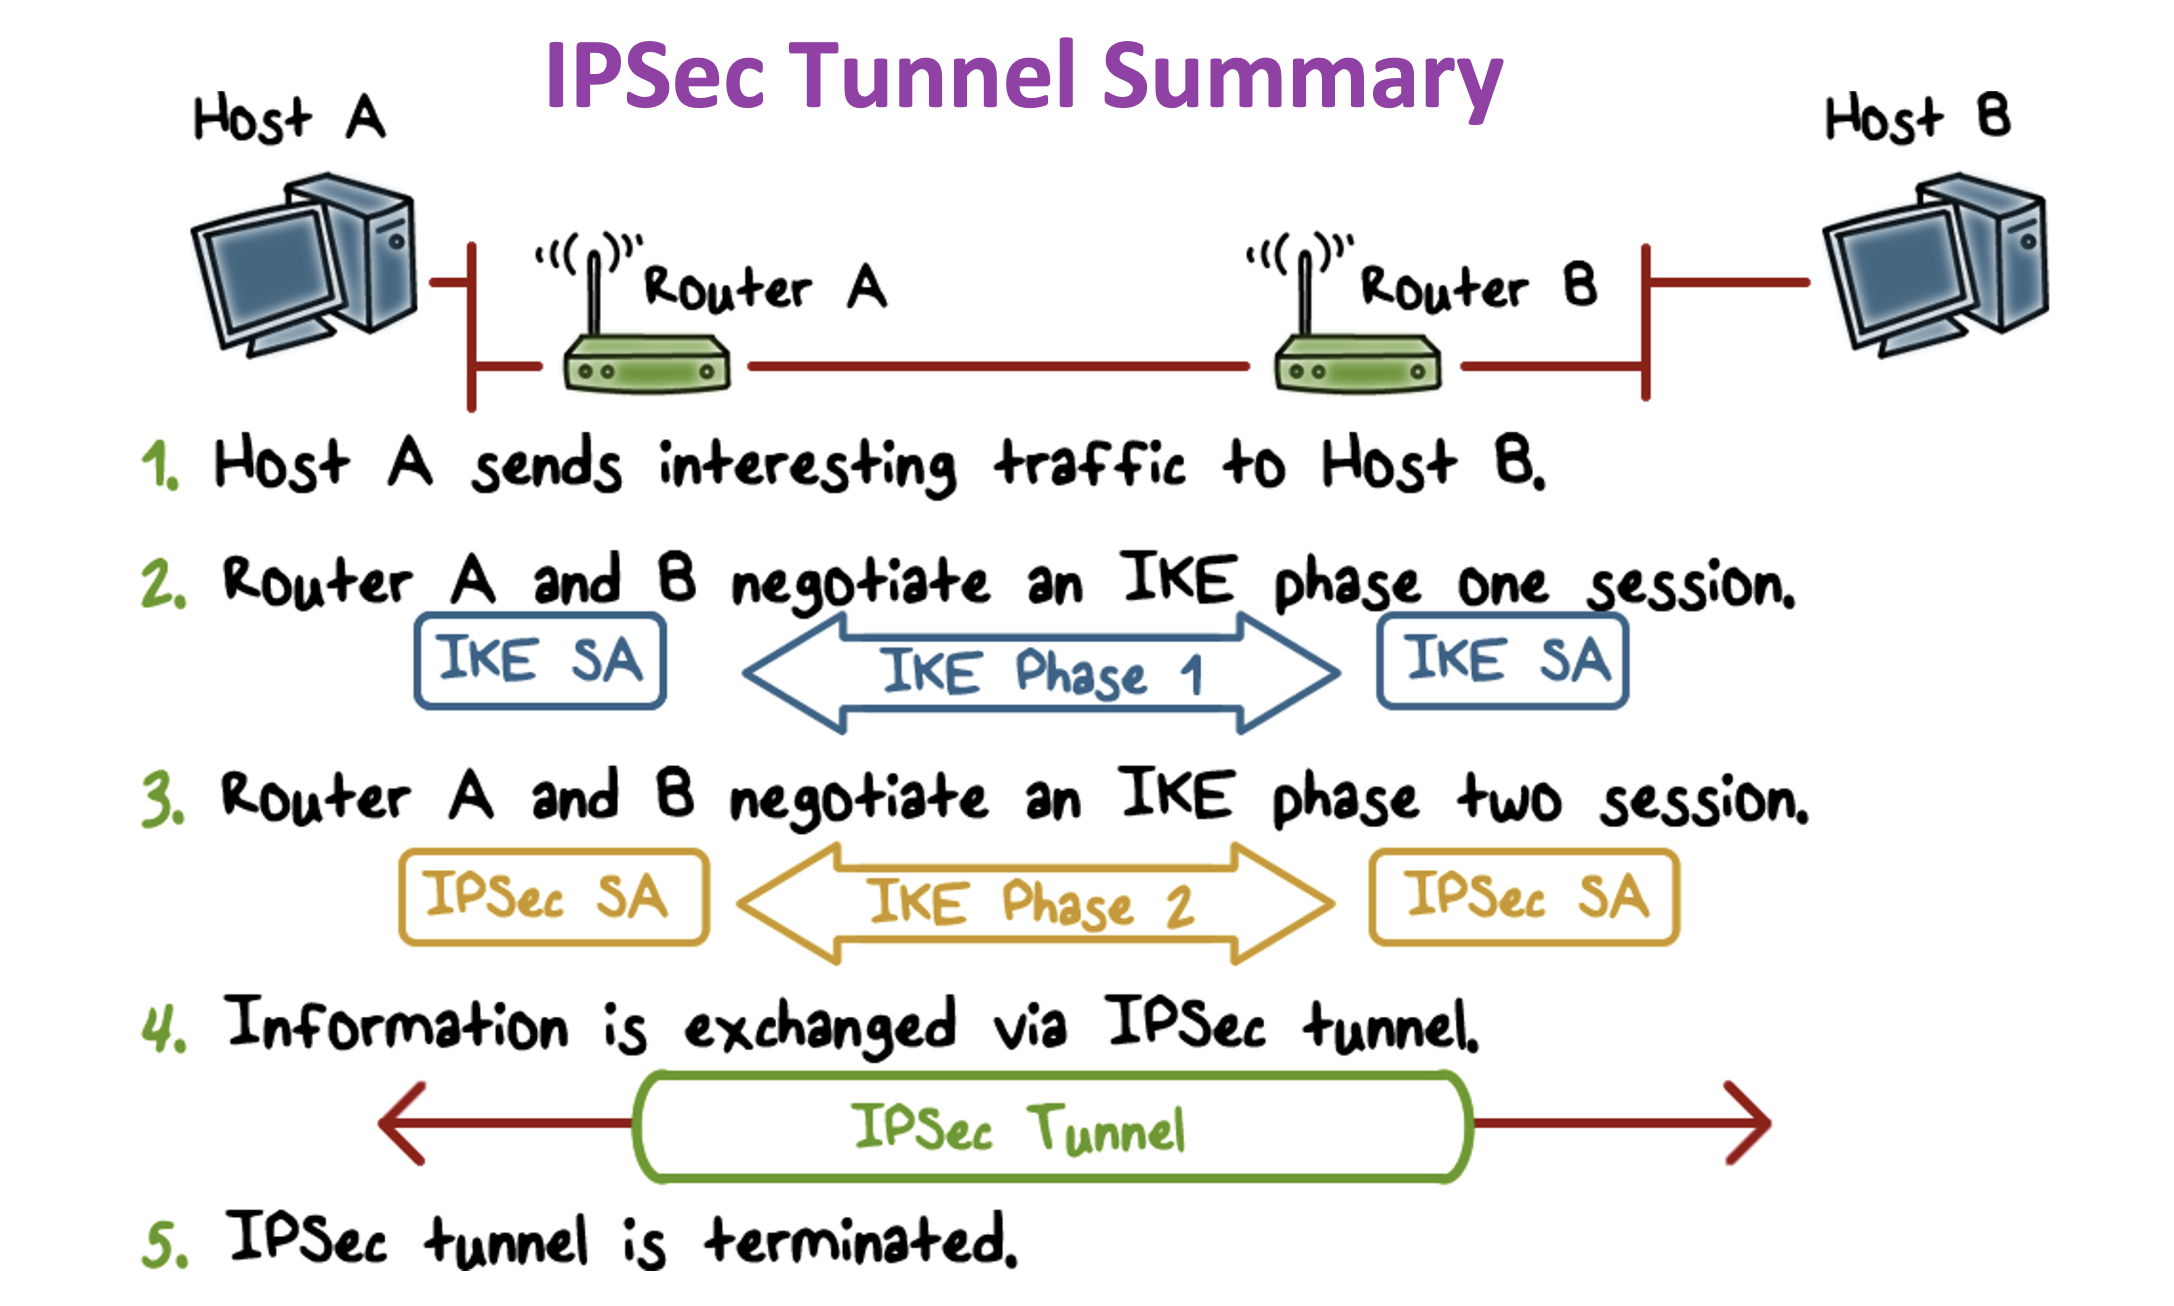 IPSec Tunnel Summary
Host A
Host B
Router A
Router B
1. Host A sends interesting traffic to Host B.
2. Router A and B negotiate an IKE phase one session.
IKE SA
IKE Phase 1
IKE SA
3. Router A and B negotiate an IKE phase two session.
IPSec SA
IKE Phase 2
IPSec SA
4. Information is exchanged via IPSec tunnel.
IPSec Tunnel
5. IPSec tunnel is terminated.